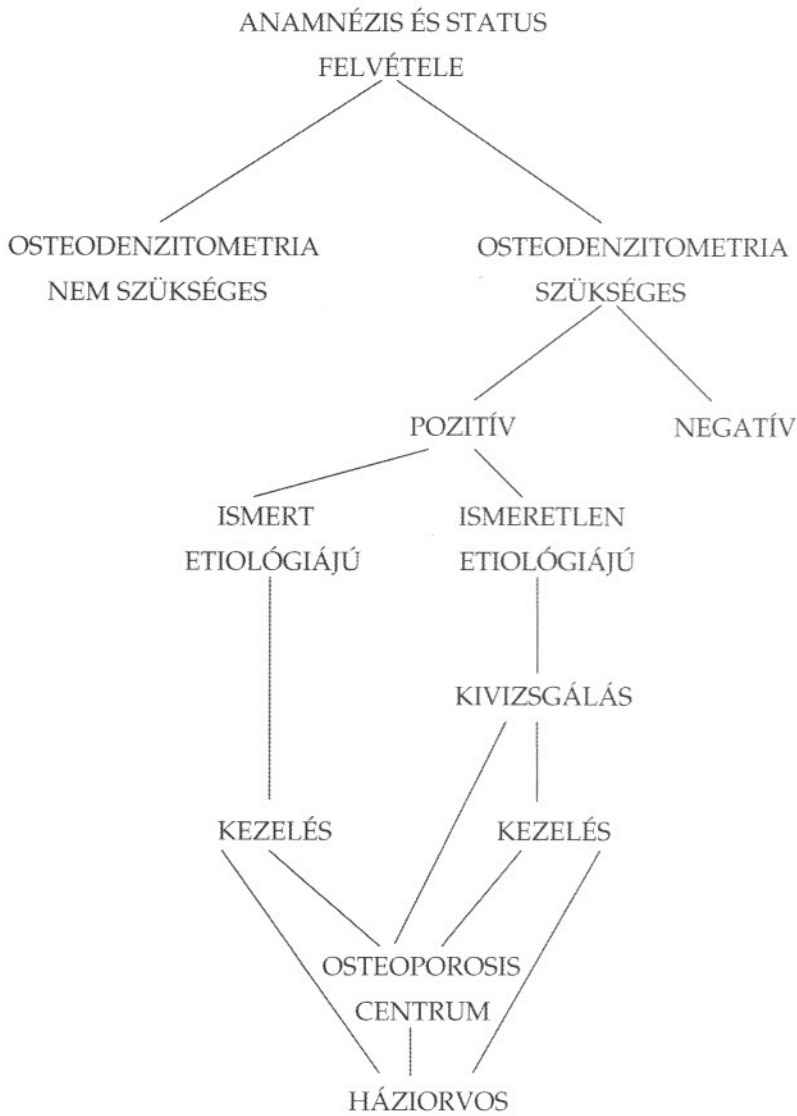 ANAMNÉZIS ÉS STATUS
FELVÉTELE
OSTEODENZITOMETRIA
NEM SZÜKSÉGES
OSTEODENZITOMETRIA
SZÜKSÉGES
POZITÍV
NEGATÍV
ISMERT
ETIOLÓGIÁJÚ
ISMERETLEN
ETIOLÓGIÁJÚ
KIVIZSGÁLÁS
KEZELÉS
KEZELÉS
OSTEOPOROSIS
CENTRUM
HÁZIORVOS